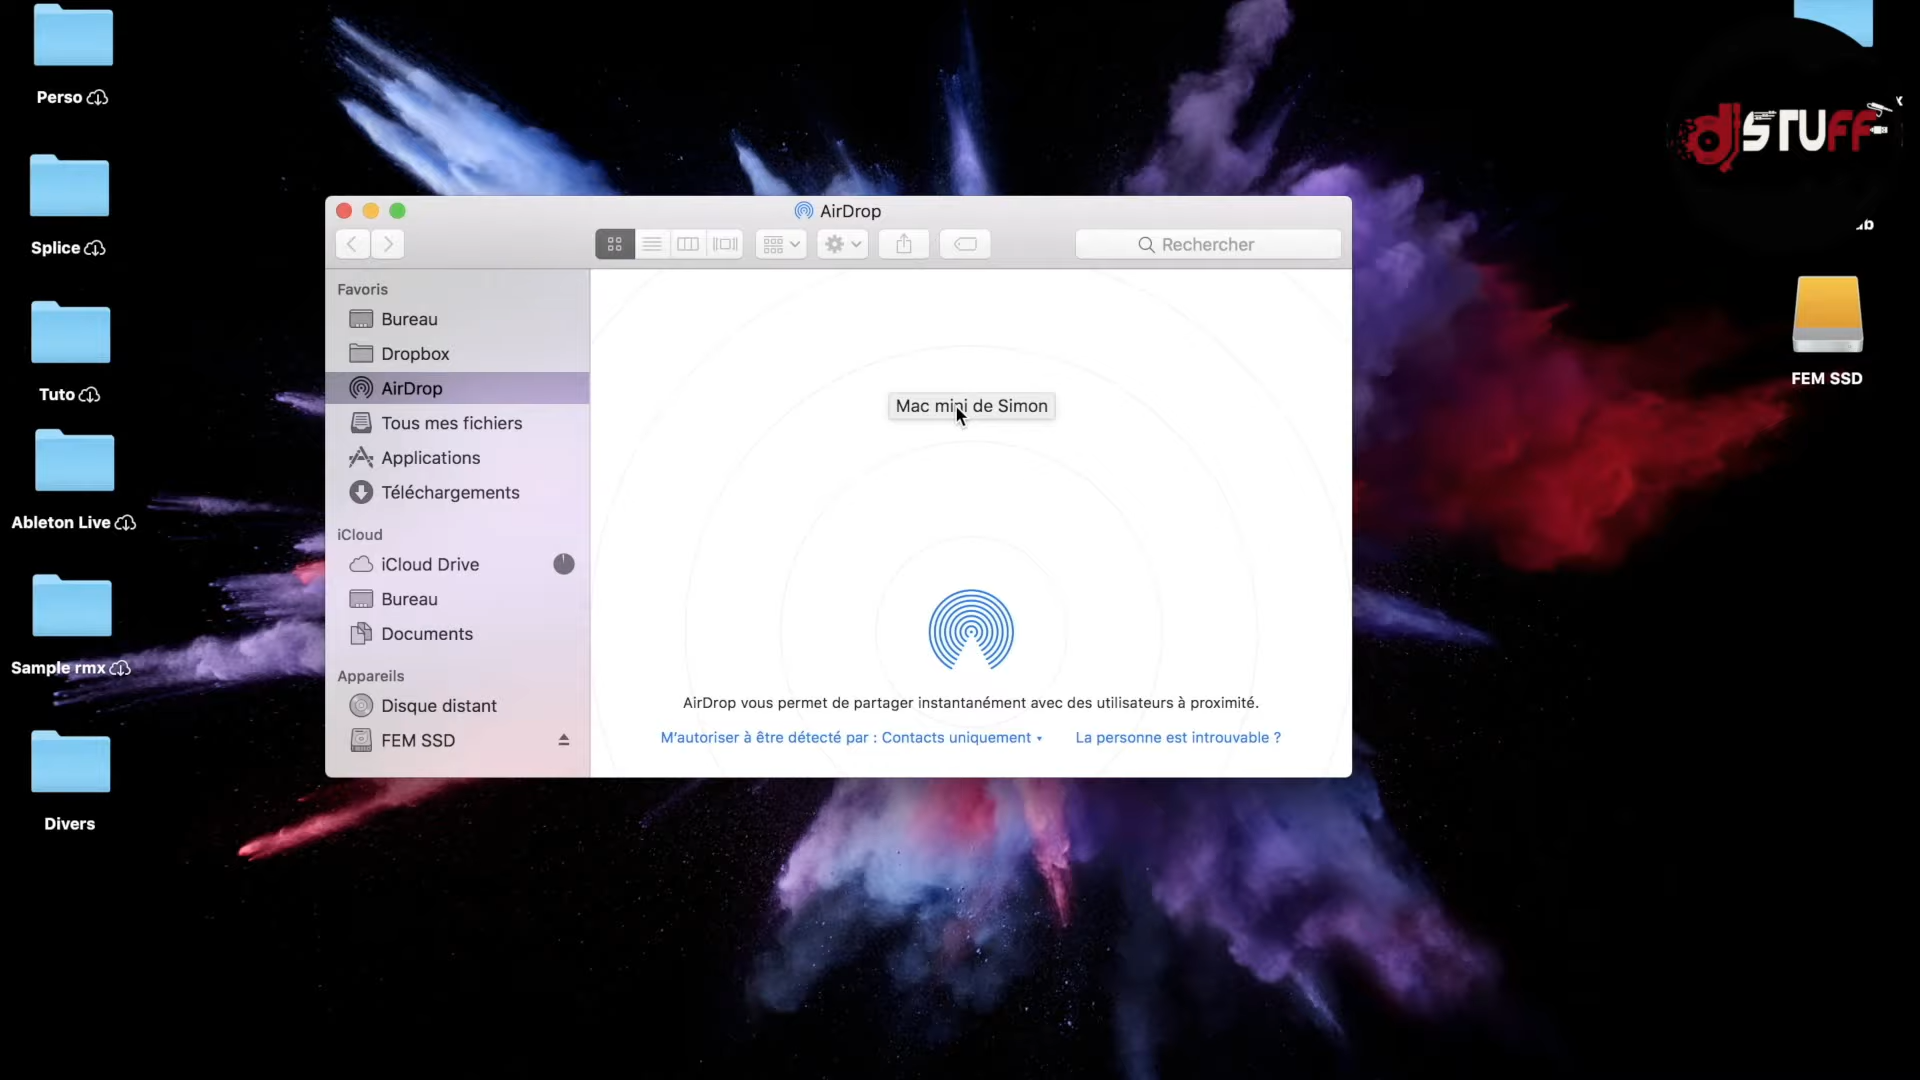 Perso
Splice
Tuto
Ableton Live
Sample rmx
Divers
AirDrop
Rechercher
Favoris
Bureau
Dropbox
AirDrop
Tous mes fichiers
Applications
Téléchargements
iCloud
iCloud Drive
Bureau
Documents
Appareils
Disque distant
FEM SSD
Mac mini de Simon
AirDrop vous permet de partager instantanément avec des utilisateurs à proximité.
M'autoriser à être détecté par : Contacts uniquement
La personne est introuvable ?
dj STUFF
FEM SSD